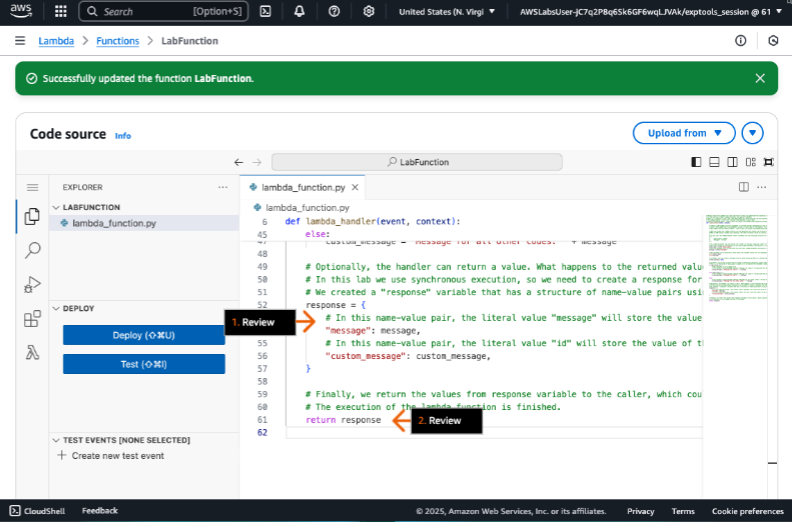 aws
Search [Option+S]
United States (N. Virgi
AWSLabsUser-jC7q2P8q6Sk6GF6wqLJVAk/exptools_session @ 61
Lambda > Functions > LabFunction
Successfully updated the function LabFunction.
Code source Info
Upload from
LabFunction
EXPLORER
LABFUNCTION
lambda_function.py
DEPLOY
Deploy (⇧⌘U)
Test (⇧⌘I)
TEST EVENTS [NONE SELECTED]
Create new test event
lambda_function.py
lambda_function.py
6 def lambda_handler(event, context):
45 else:
47 custom_message = "Message for all other codes: " + message
48
49 # Optionally, the handler can return a value. What happens to the returned valu
50 # In this lab we use synchronous execution, so we need to create a response for
51 # We created a "response" variable that has a structure of name-value pairs usi
52 response = {
# In this name-value pair, the literal value "message" will store the value
"message": message,
55 # In this name-value pair, the literal value "id" will store the value of t
56 "custom_message": custom_message,
57 }
58
59 # Finally, we return the values from response variable to the caller, which cou
60 # The execution of the lambda function is finished.
61 return response
62
1. Review
2. Review
CloudShell Feedback
© 2025, Amazon Web Services, Inc. or its affiliates. Privacy Terms Cookie preferences